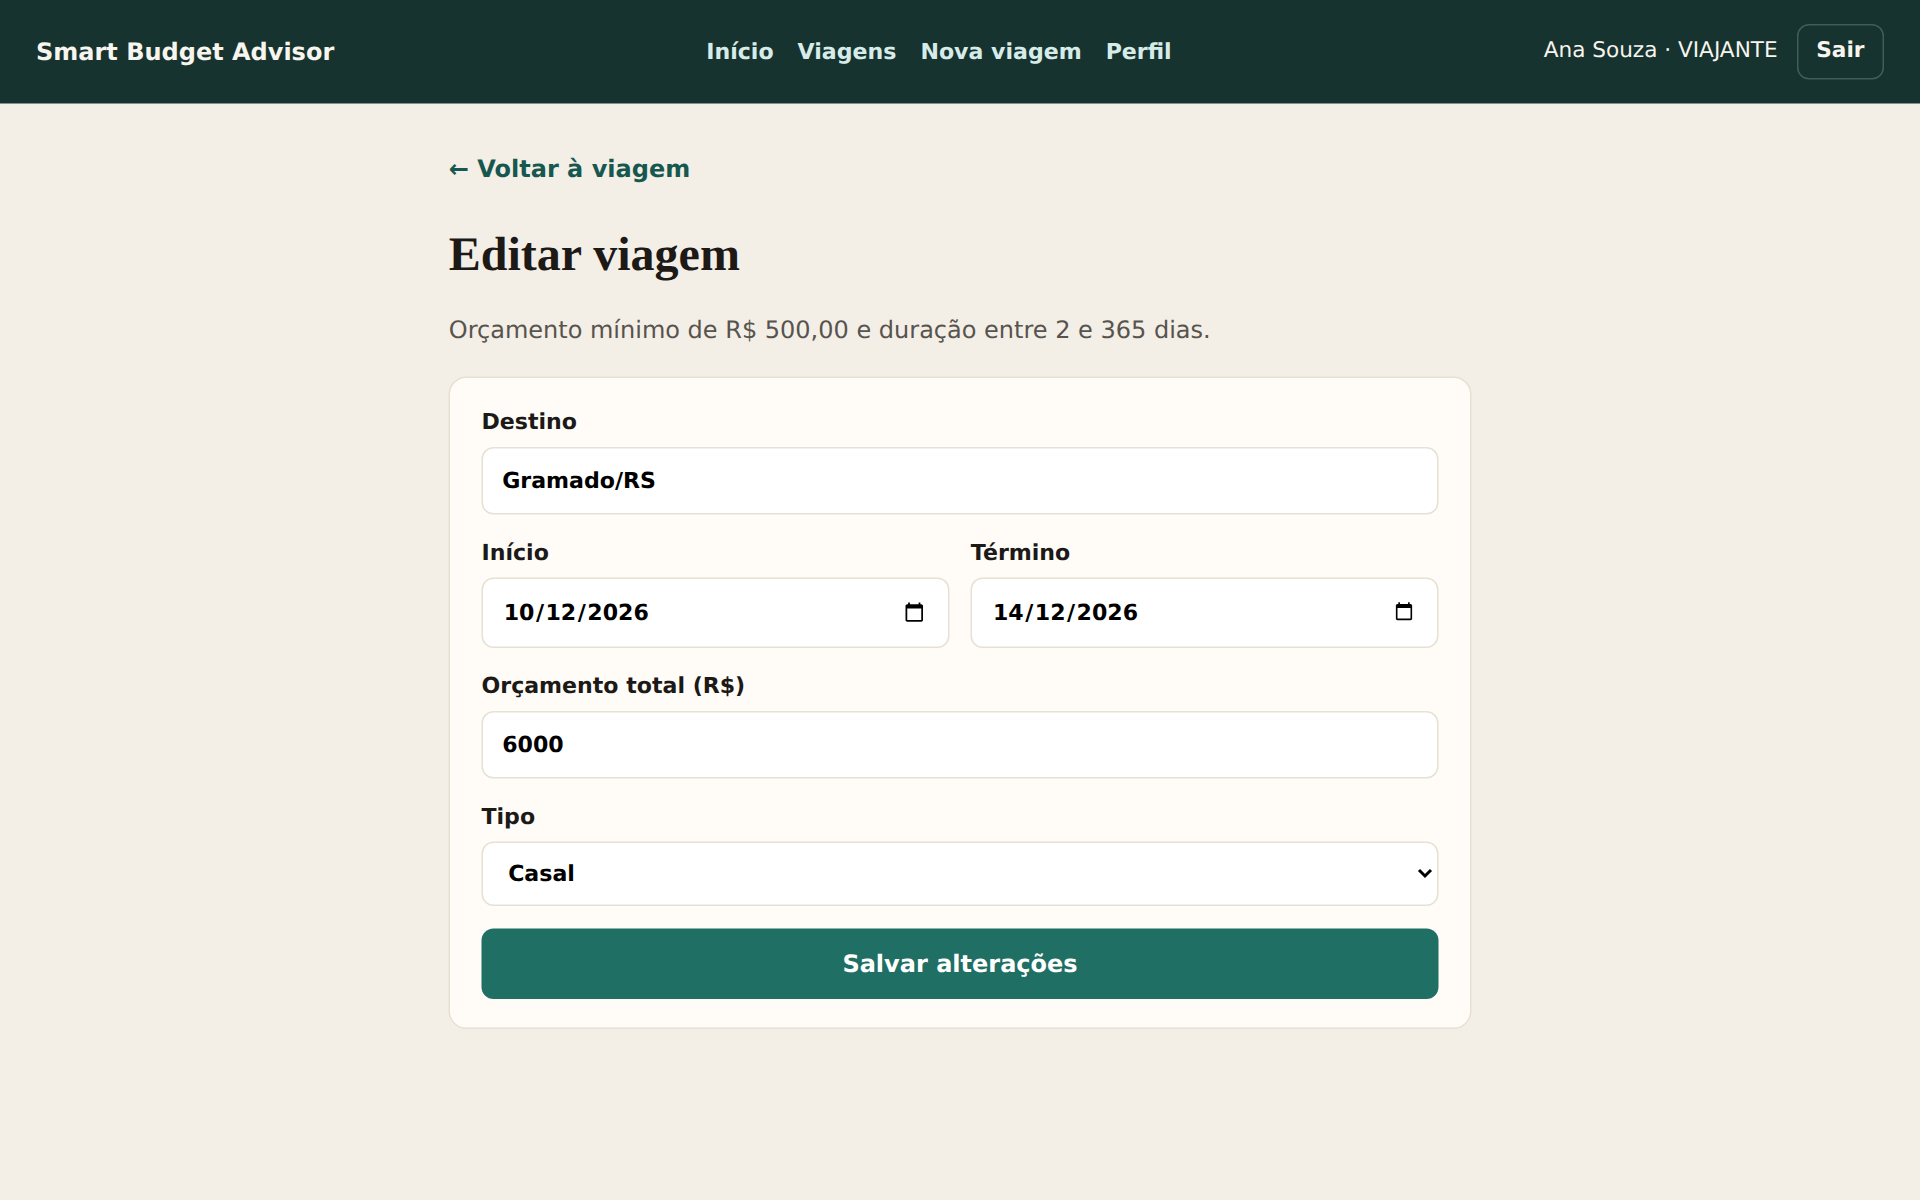 Smart Budget Advisor
Início Viagens Nova viagem Perfil
Ana Souza · VIAJANTE Sair
← Voltar à viagem
Editar viagem
Orçamento mínimo de R$ 500,00 e duração entre 2 e 365 dias.
Destino
Gramado/RS
Início Término
10/12/2026 14/12/2026
Orçamento total (R$)
6000
Tipo
Casal
Salvar alterações